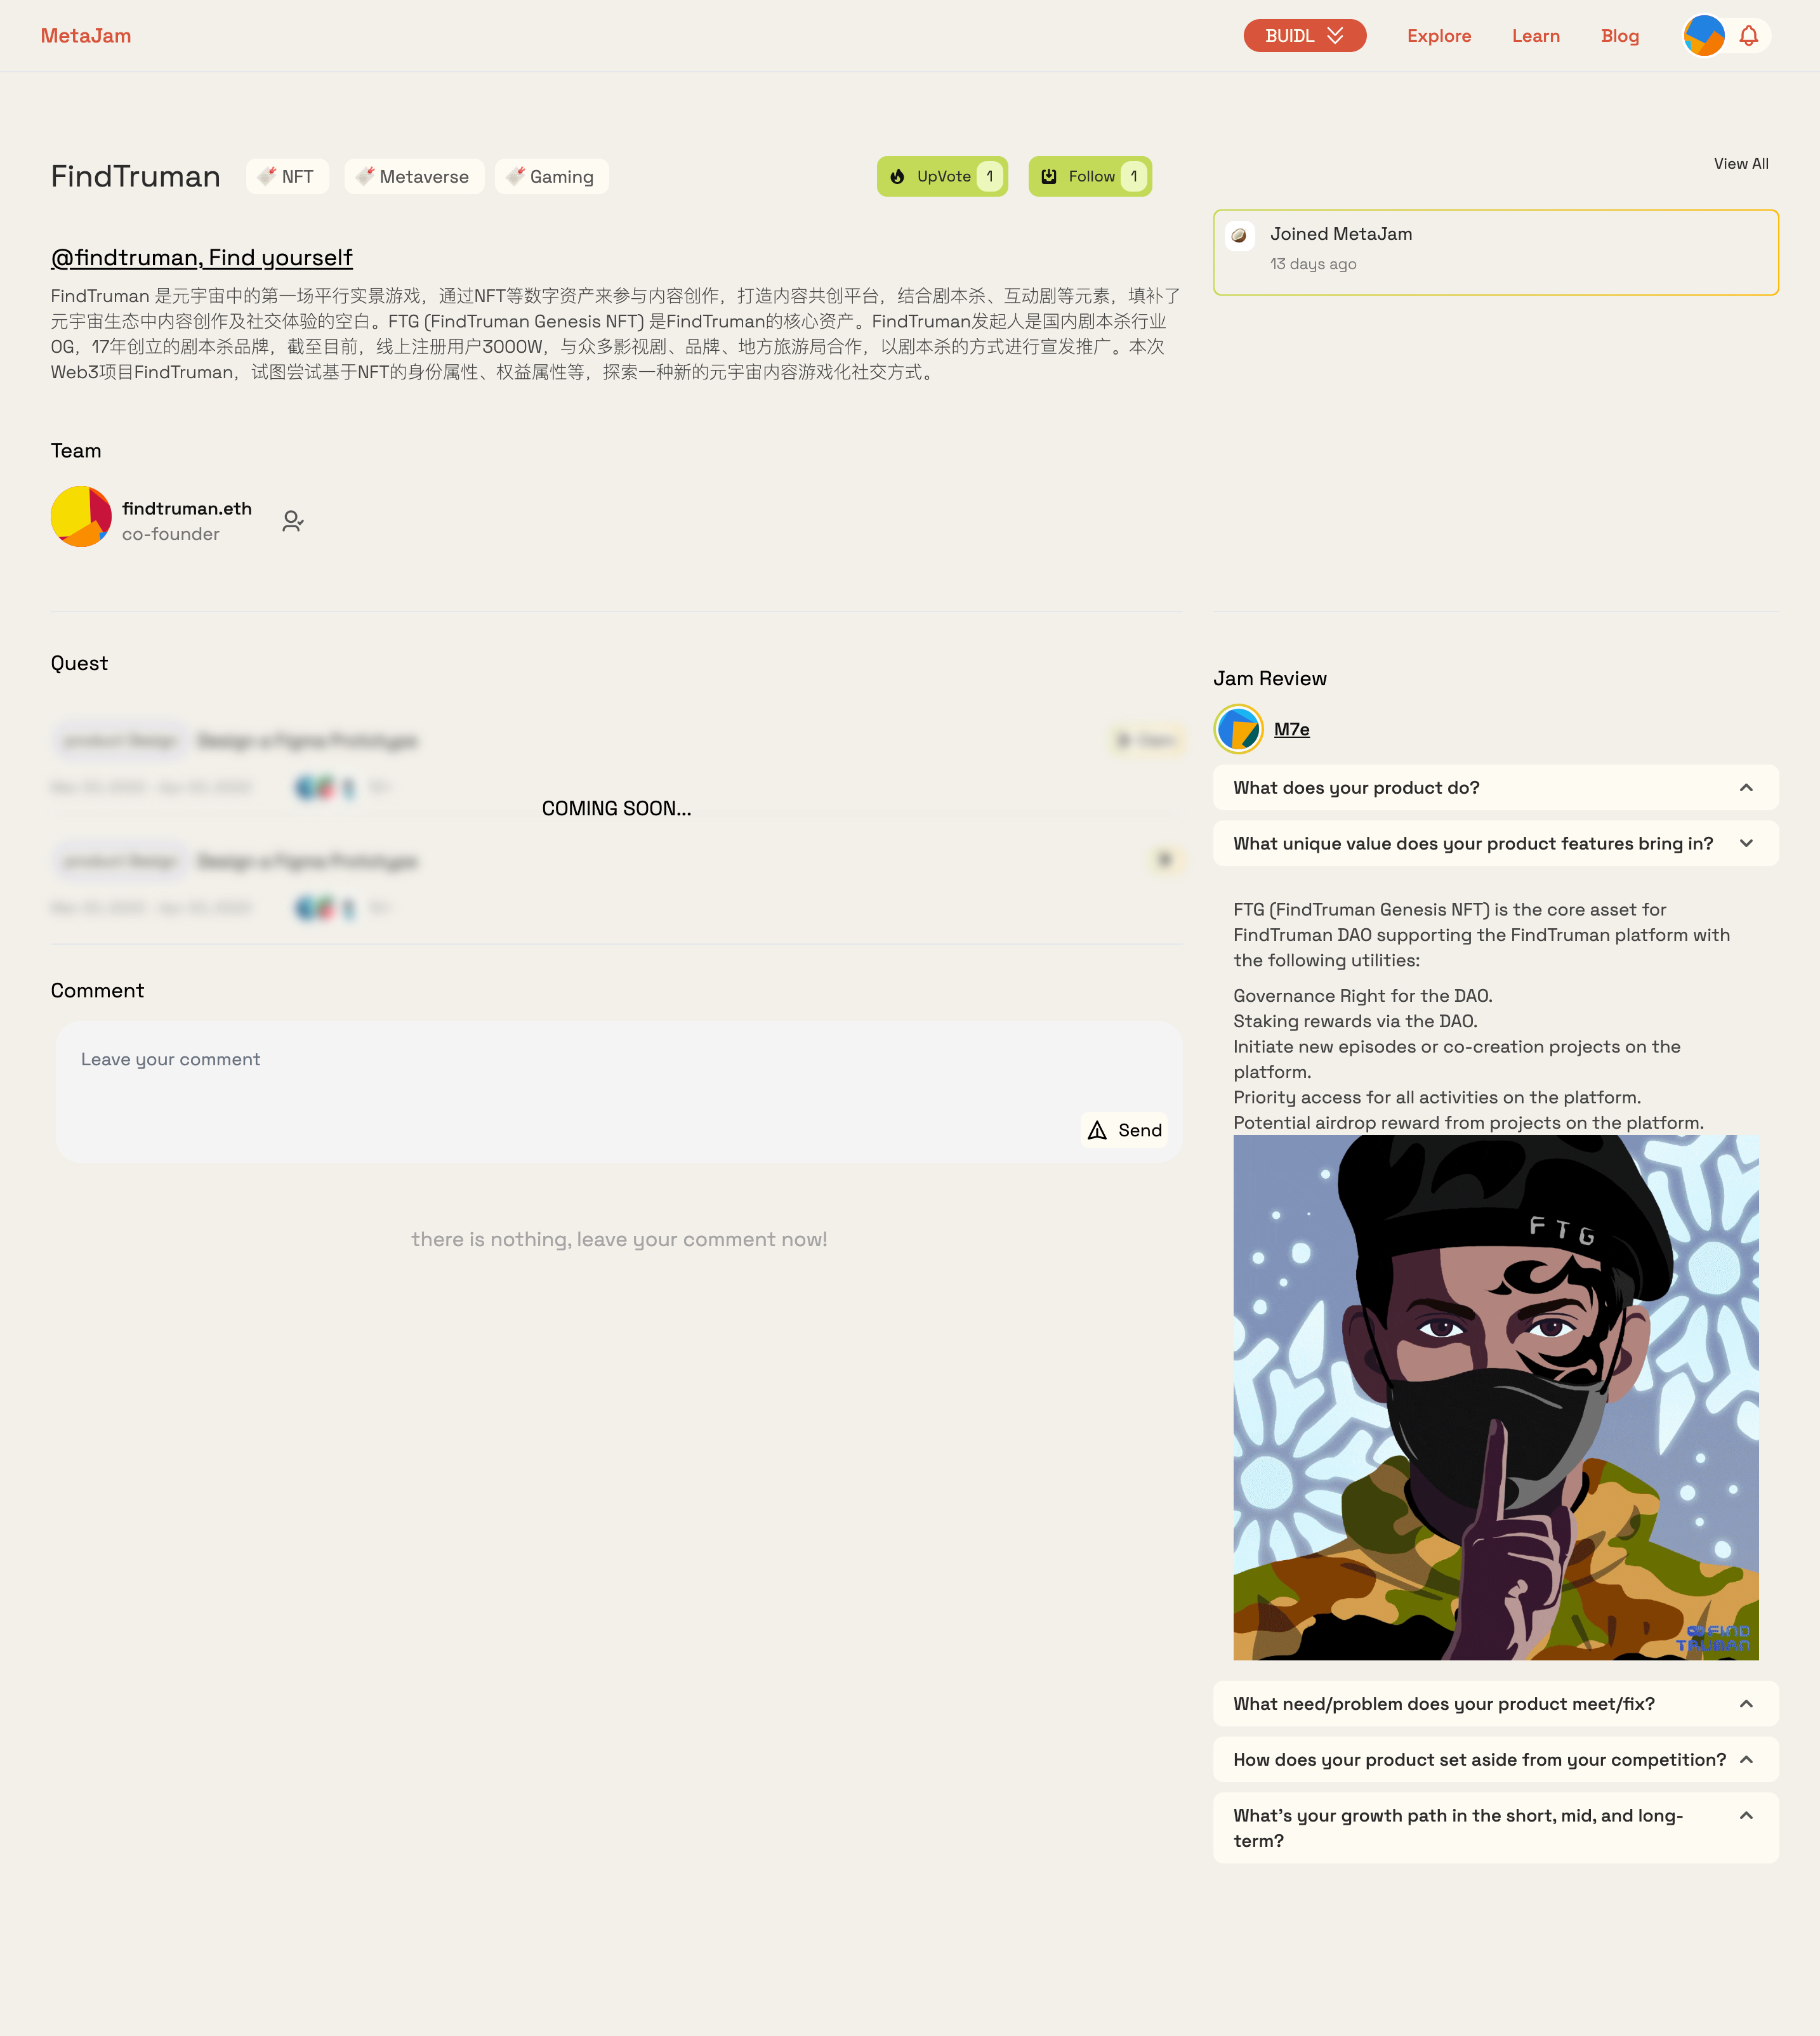 MetaJam
BUIDL
Explore
Learn
Blog
FindTruman
NFT
Metaverse
Gaming
UpVote 1
Follow 1
View All
Joined MetaJam
13 days ago
@findtruman, Find yourself
FindTruman 是元宇宙中的第一场平行实景游戏，通过NFT等数字资产来参与内容创作，打造内容共创平台，结合剧本杀、互动剧等元素，填补了
元宇宙生态中内容创作及社交体验的空白。FTG (FindTruman Genesis NFT) 是FindTruman的核心资产。FindTruman发起人是国内剧本杀行业
OG，17年创立的剧本杀品牌，截至目前，线上注册用户3000W，与众多影视剧、品牌、地方旅游局合作，以剧本杀的方式进行宣发推广。本次
Web3项目FindTruman，试图尝试基于NFT的身份属性、权益属性等，探索一种新的元宇宙内容游戏化社交方式。
Team
findtruman.eth
co-founder
Quest
product Design
Design a Figma Prototype
COMING SOON...
product Design
Design a Figma Prototype
Comment
Leave your comment
Send
there is nothing, leave your comment now!
Jam Review
M7e
What does your product do?
What unique value does your product features bring in?
FTG (FindTruman Genesis NFT) is the core asset for
FindTruman DAO supporting the FindTruman platform with
the following utilities:
Governance Right for the DAO.
Staking rewards via the DAO.
Initiate new episodes or co-creation projects on the
platform.
Priority access for all activities on the platform.
Potential airdrop reward from projects on the platform.
FTG
FIND
TRUMAN
What need/problem does your product meet/fix?
How does your product set aside from your competition?
What's your growth path in the short, mid, and long-
term?